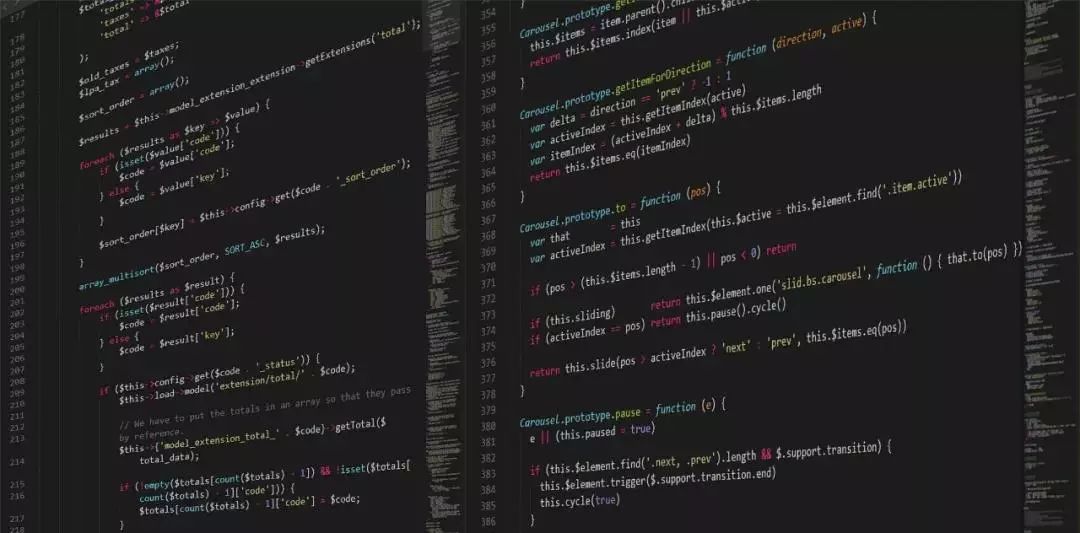 177
178
179
180
181
182
183
184
185
186
187
188
189
190
191
192
193
194
195
196
197
198
199
200
201
202
203
204
205
206
207
208
209
210
211
212
213
214
215
216
217
218
'taxes' => &$taxes
'total' => &$total
);
$old_taxes = $taxes;
$lpa_tax = array();
$sort_order = array();
$results = $this->model_extension_extension->getExtensions('total');
foreach ($results as $key => $value) {
if (isset($value['code'])) {
$code = $value['code'];
} else {
$code = $value['key'];
}
$sort_order[$key] = $this->config->get($code . '_sort_order');
}
array_multisort($sort_order, SORT_ASC, $results);
foreach ($results as $result) {
if (isset($result['code'])) {
$code = $result['code'];
} else {
$code = $result['key'];
}
if ($this->config->get($code . '_status')) {
$this->load->model('extension/total/' . $code);
// We have to put the totals in an array so that they pass
by reference.
$this->{'model_extension_total_' . $code}->getTotal($
total_data);
if (!empty($totals[count($totals) - 1]) && !isset($totals[
count($totals) - 1]['code'])) {
$totals[count($totals) - 1]['code'] = $code;
}
354
355
356
357
358
359
360
361
362
363
364
365
366
367
368
369
370
371
372
373
374
375
376
377
378
379
380
381
382
383
384
385
386
this.$items = item.parent().
return this.$items.index(item || this.$active
}
Carousel.prototype.getItemForDirection = function (direction, active) {
var delta = direction == 'prev' ? -1 : 1
var activeIndex = this.getItemIndex(active)
var itemIndex = (activeIndex + delta) % this.$items.length
return this.$items.eq(itemIndex)
}
Carousel.prototype.to = function (pos) {
var that = this
var activeIndex = this.getItemIndex(this.$active = this.$element.find('.item.active'))
if (pos > (this.$items.length - 1) || pos < 0) return
if (this.sliding) return this.$element.one('slid.bs.carousel', function () { that.to(pos) })
if (activeIndex == pos) return this.pause().cycle()
return this.slide(pos > activeIndex ? 'next' : 'prev', this.$items.eq(pos))
}
Carousel.prototype.pause = function (e) {
e || (this.paused = true)
if (this.$element.find('.next, .prev').length && $.support.transition) {
this.$element.trigger($.support.transition.end)
this.cycle(true)
}